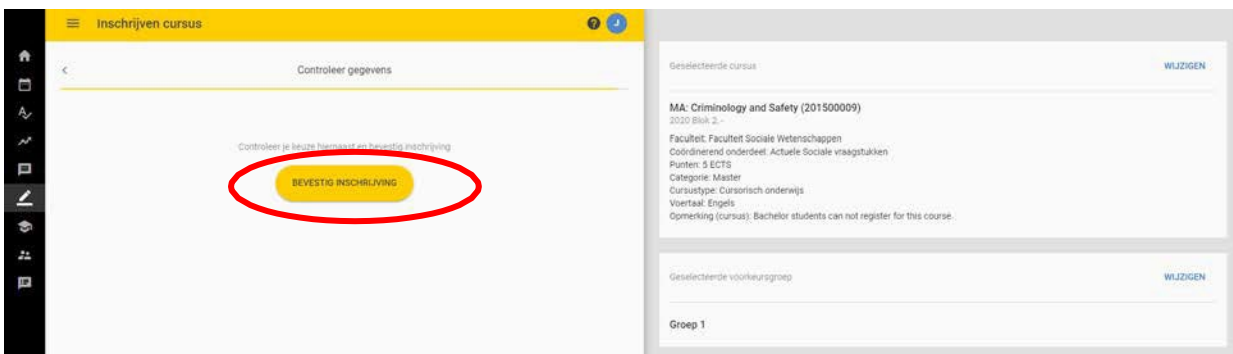 Inschrijven cursus
J
Controleer gegevens
Controleer je keuze hiernaast en bevestig inschrijving
BEVESTIG INSCHRIJVING
Geselecteerde cursus
WIJZIGEN
MA: Criminology and Safety (201500009)
2020 Blok 2, -
Faculteit: Faculteit Sociale Wetenschappen
Coördinerend onderdeel: Actuele Sociale vraagstukken
Punten: 5 ECTS
Categorie: Master
Cursustype: Cursorisch onderwijs
Voertaal: Engels
Opmerking (cursus): Bachelor students can not register for this course.
Geselecteerde voorkeursgroep
WIJZIGEN
Groep 1